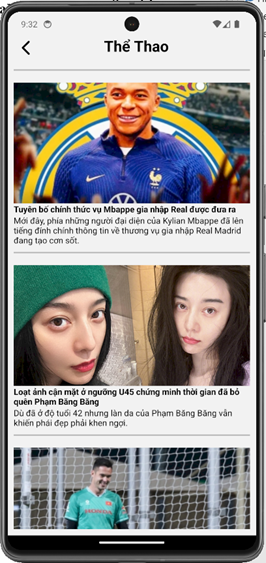 9:32
Thể Thao
Tuyên bố chính thức vụ Mbappe gia nhập Real được đưa ra
Mới đây, phía những người đại diện của Kylian Mbappe đã lên
tiếng đính chính thông tin về thương vụ gia nhập Real Madrid
đang tạo cơn sốt.
Loạt ảnh cận mặt ở ngưỡng U45 chứng minh thời gian đã bỏ
quên Phạm Băng Băng
Dù đã ở độ tuổi 42 nhưng làn da của Phạm Băng Băng vẫn
khiến phái đẹp phải khen ngợi.